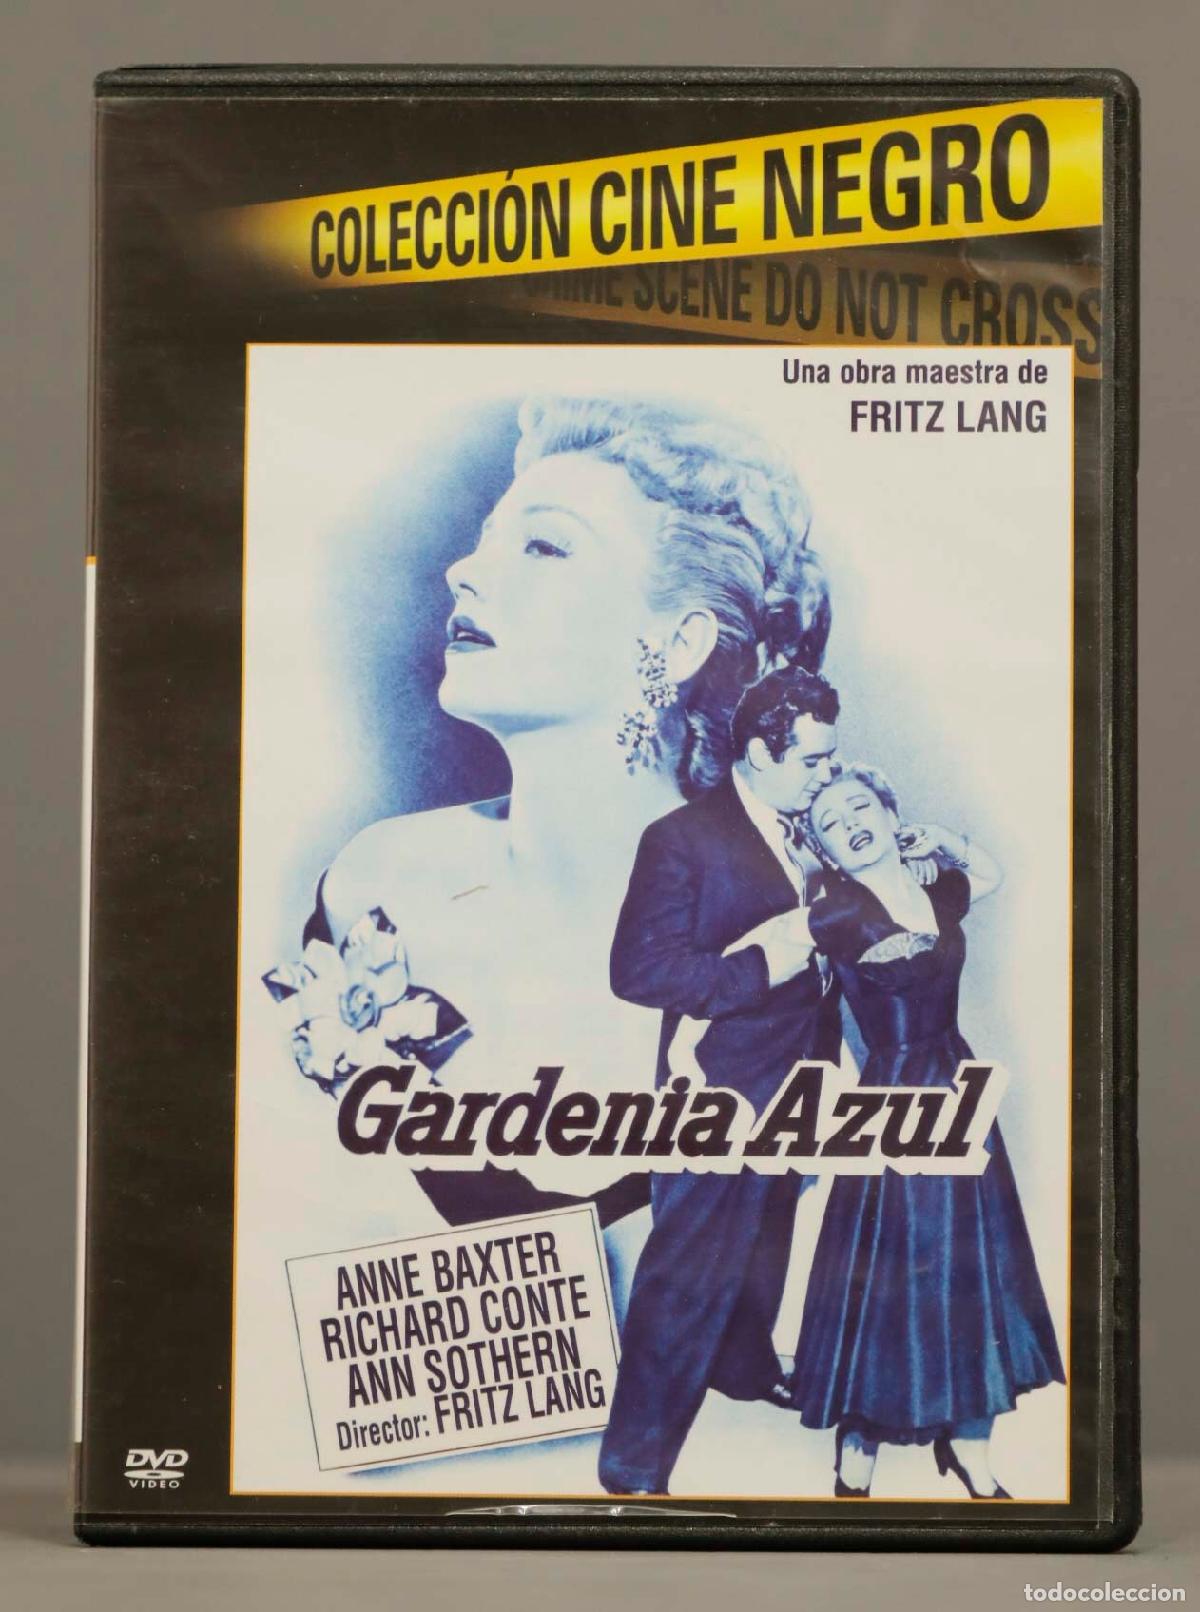 COLECCIÓN CINE NEGRO
CRIME SCENE DO NOT CROSS
Una obra maestra de
FRITZ LANG
Gardenia Azul
ANNE BAXTER
RICHARD CONTE
ANN SOTHERN
Director: FRITZ LANG
DVD
VIDEO
todocoleccion